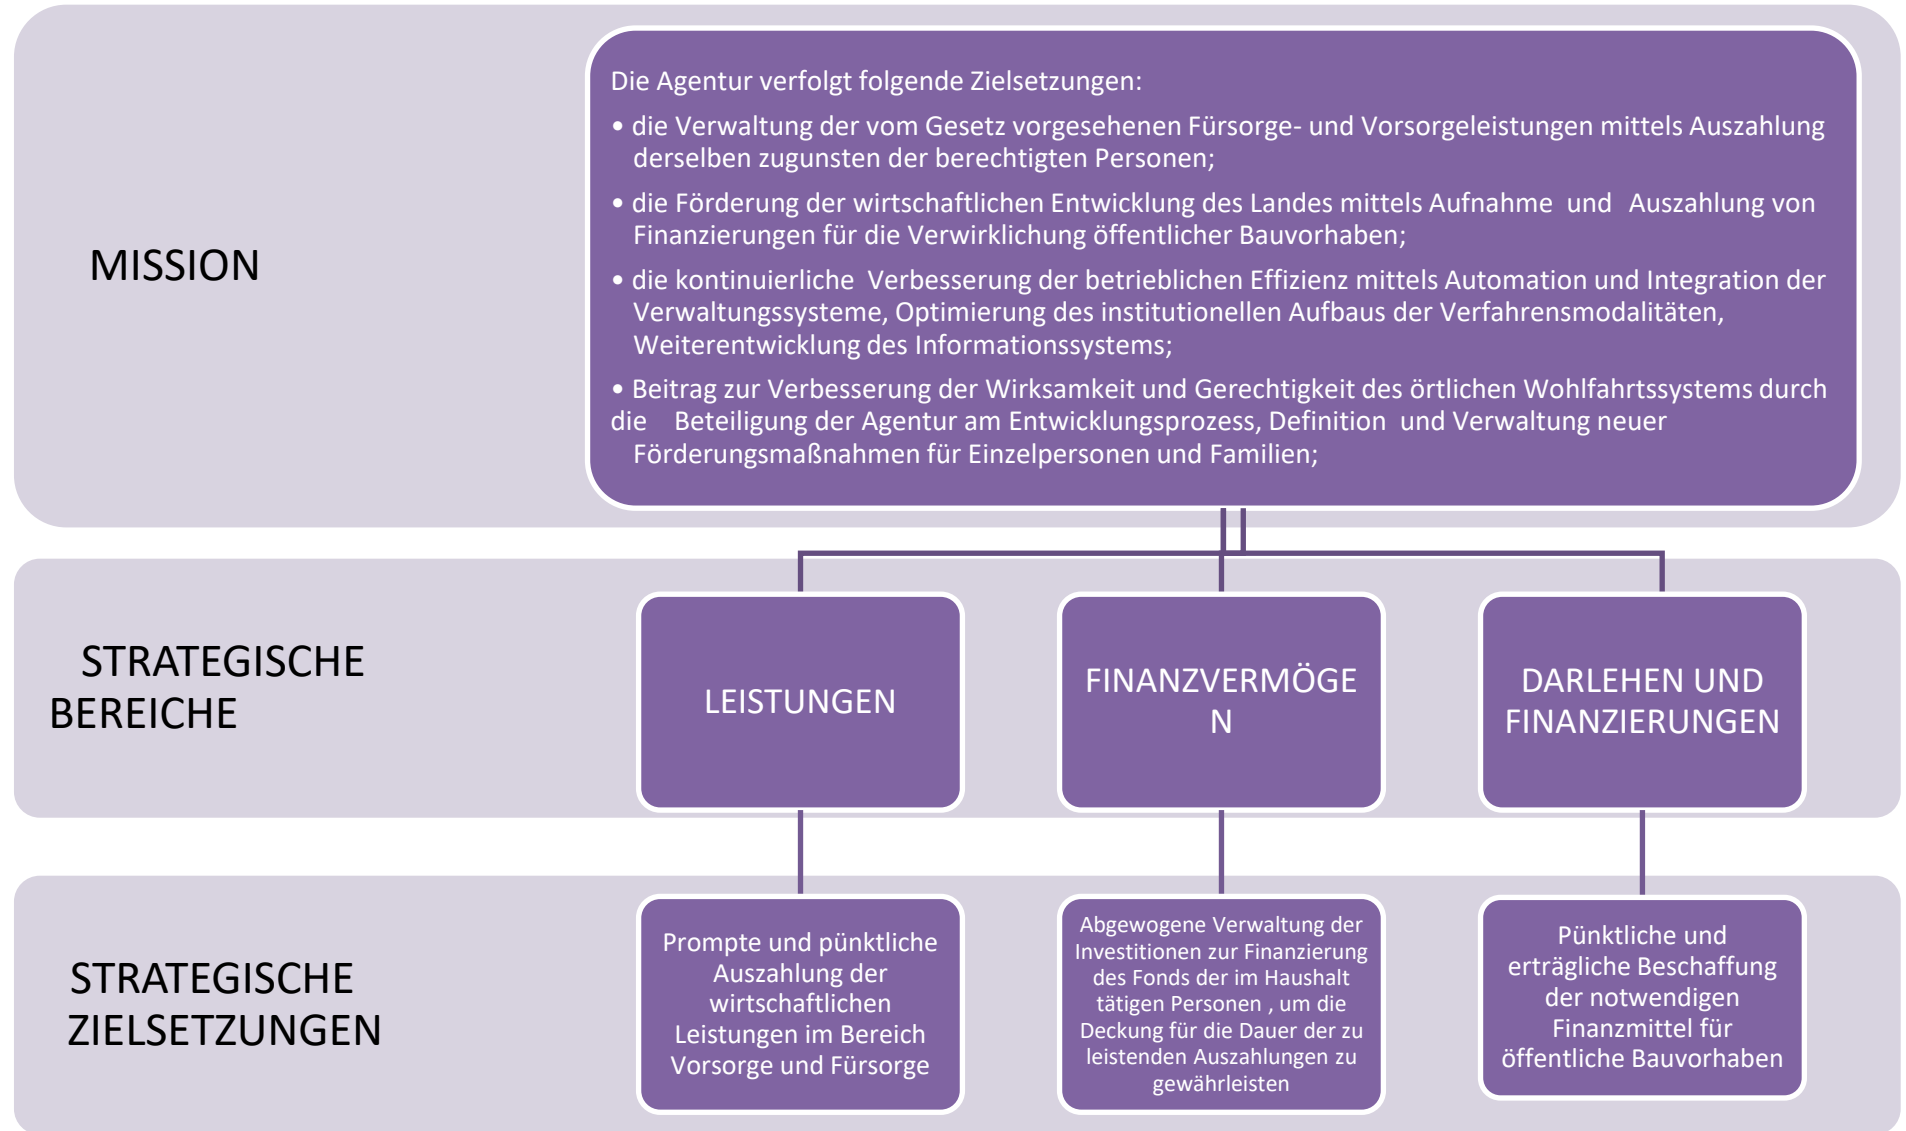 MISSION
Die Agentur verfolgt folgende Zielsetzungen:
• die Verwaltung der vom Gesetz vorgesehenen Fürsorge- und Vorsorgeleistungen mittels Auszahlung
derselben zugunsten der berechtigten Personen;
• die Förderung der wirtschaftlichen Entwicklung des Landes mittels Aufnahme und Auszahlung von
Finanzierungen für die Verwirklichung öffentlicher Bauvorhaben;
• die kontinuierliche Verbesserung der betrieblichen Effizienz mittels Automation und Integration der
Verwaltungssysteme, Optimierung des institutionellen Aufbaus der Verfahrensmodalitäten,
Weiterentwicklung des Informationssystems;
• Beitrag zur Verbesserung der Wirksamkeit und Gerechtigkeit des örtlichen Wohlfahrtssystems durch
die Beteiligung der Agentur am Entwicklungsprozess, Definition und Verwaltung neuer
Förderungsmaßnahmen für Einzelpersonen und Familien;
STRATEGISCHE
BEREICHE
LEISTUNGEN
FINANZVERMÖGE
N
DARLEHEN UND
FINANZIERUNGEN
STRATEGISCHE
ZIELSETZUNGEN
Prompte und pünktliche
Auszahlung der
wirtschaftlichen
Leistungen im Bereich
Vorsorge und Fürsorge
Abgewogene Verwaltung der
Investitionen zur Finanzierung
des Fonds der im Haushalt
tätigen Personen , um die
Deckung für die Dauer der zu
leistenden Auszahlungen zu
gewährleisten
Pünktliche und
erträgliche Beschaffung
der notwendigen
Finanzmittel für
öffentliche Bauvorhaben